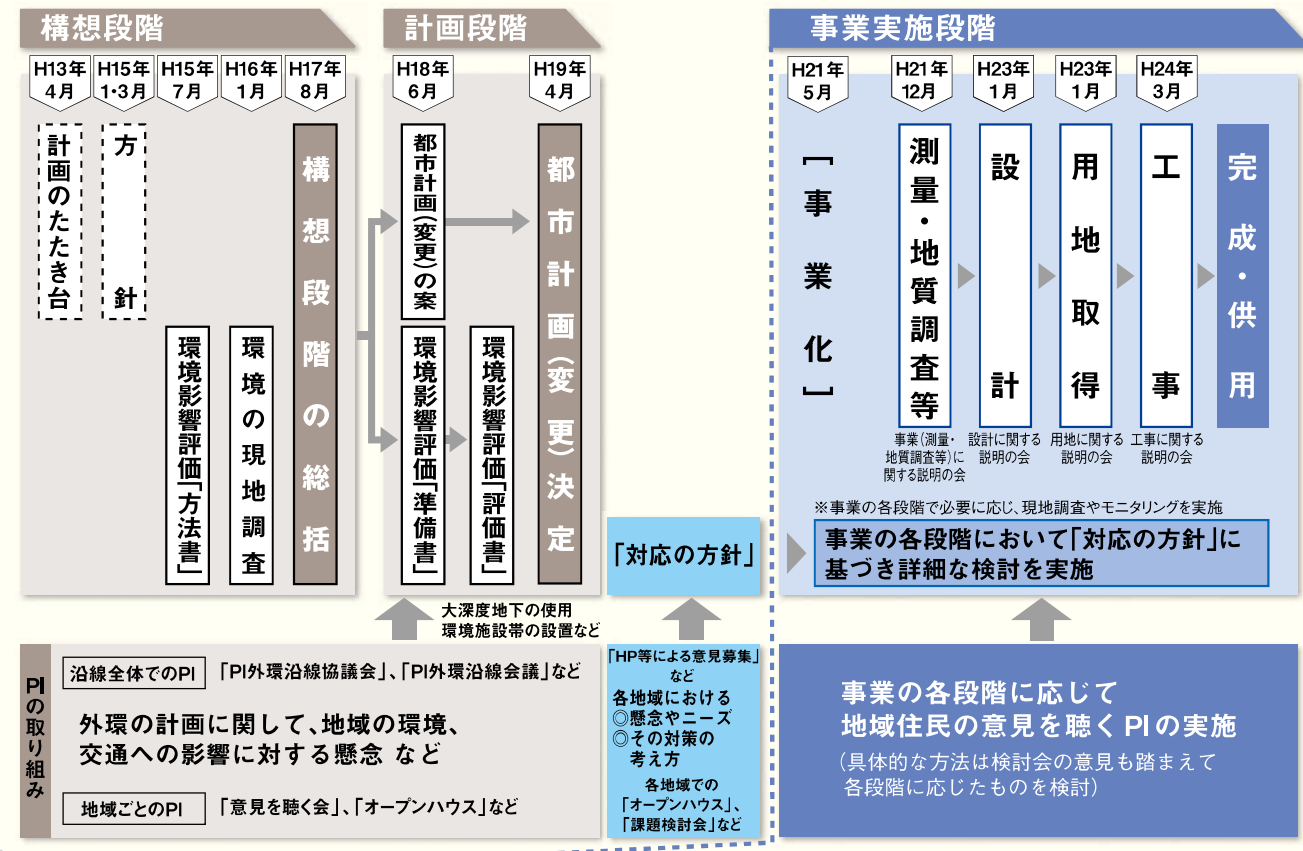 構想段階
計画段階
事業実施段階
H13年
4月
H15年
1・3月
H15年
7月
H16年
1月
H17年
8月
H18年
6月
H19年
4月
H21年
5月
H21年
12月
H23年
1月
H23年
1月
H24年
3月
計画のたたき台
方針
環境影響評価「方法書」
環境の現地調査
構想段階の総括
都市計画(変更)の案
環境影響評価「準備書」
環境影響評価「評価書」
都市計画(変更)決定
[事業化]
測量・地質調査等
設計
用地取得
工事
完成・供用
事業(測量・
地質調査等)に
関する説明の会
設計に関する
説明の会
用地に関する
説明の会
工事に関する
説明の会
※事業の各段階で必要に応じ、現地調査やモニタリングを実施
「対応の方針」
事業の各段階において「対応の方針」に
基づき詳細な検討を実施
大深度地下の使用
環境施設帯の設置など
PIの取り組み
沿線全体でのPI 「PI外環沿線協議会」、「PI外環沿線会議」など
外環の計画に関して、地域の環境、
交通への影響に対する懸念 など
地域ごとのPI 「意見を聴く会」、「オープンハウス」など
「HP等による意見募集」
など
各地域における
◎懸念やニーズ
◎その対策の
考え方
各地域での
「オープンハウス」、
「課題検討会」など
事業の各段階に応じて
地域住民の意見を聴くPIの実施
(具体的な方法は検討会の意見も踏まえて
各段階に応じたものを検討)